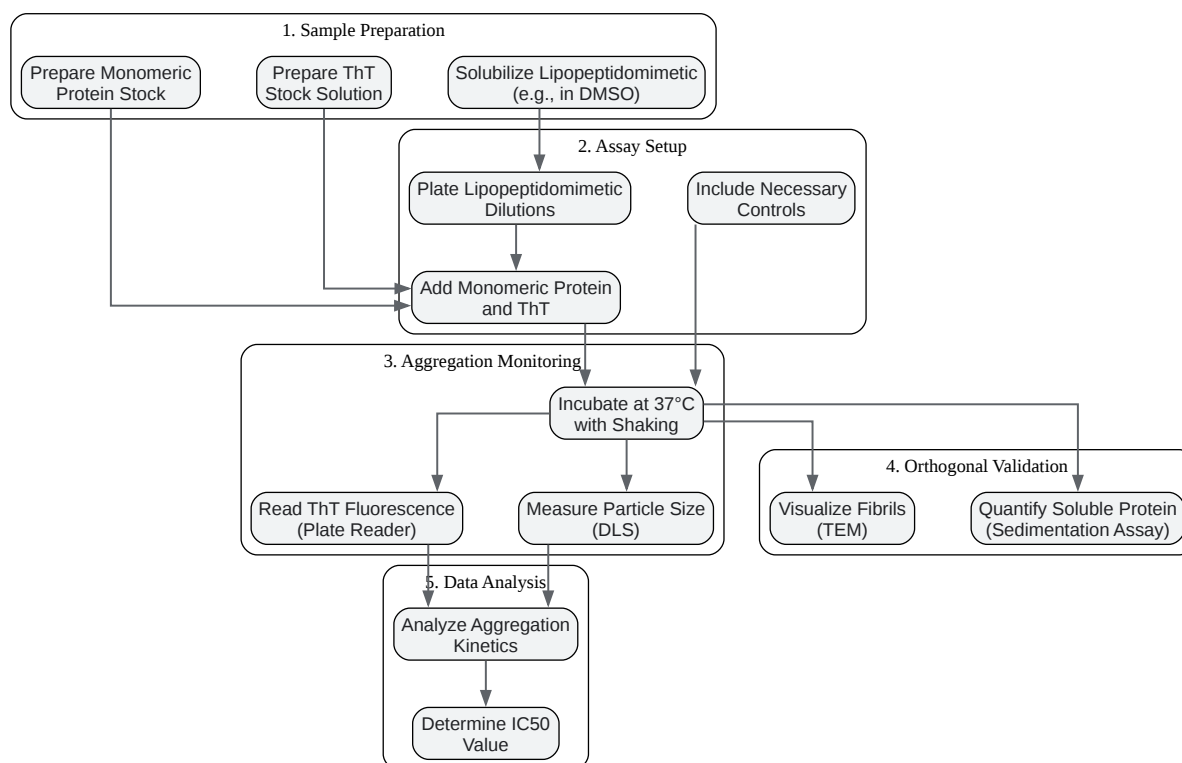 1. Sample Preparation
Prepare Monomeric
Protein Stock
Prepare ThT
Stock Solution
Solubilize Lipopeptidomimetic
(e.g., in DMSO)
2. Assay Setup
Plate Lipopeptidomimetic
Dilutions
Include Necessary
Controls
Add Monomeric Protein
and ThT
3. Aggregation Monitoring
Incubate at 37°C
with Shaking
4. Orthogonal Validation
Read ThT Fluorescence
(Plate Reader)
Measure Particle Size
(DLS)
Visualize Fibrils
(TEM)
Quantify Soluble Protein
(Sedimentation Assay)
5. Data Analysis
Analyze Aggregation
Kinetics
Determine IC50
Value